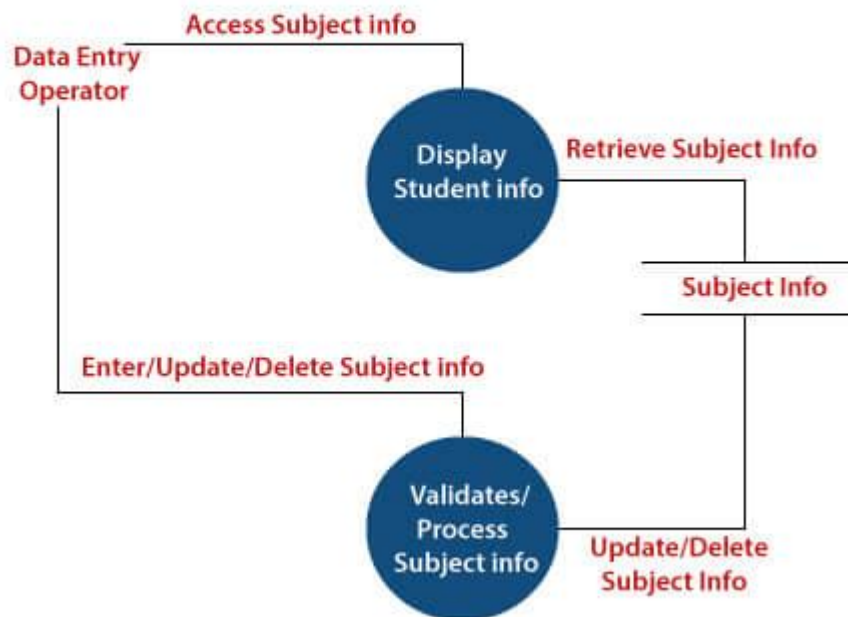 Access Subject info
Data Entry
Operator
Display
Student info
Retrieve Subject Info
Subject Info
Enter/Update/Delete Subject info
Validates/
Process
Subject info
Update/Delete
Subject Info